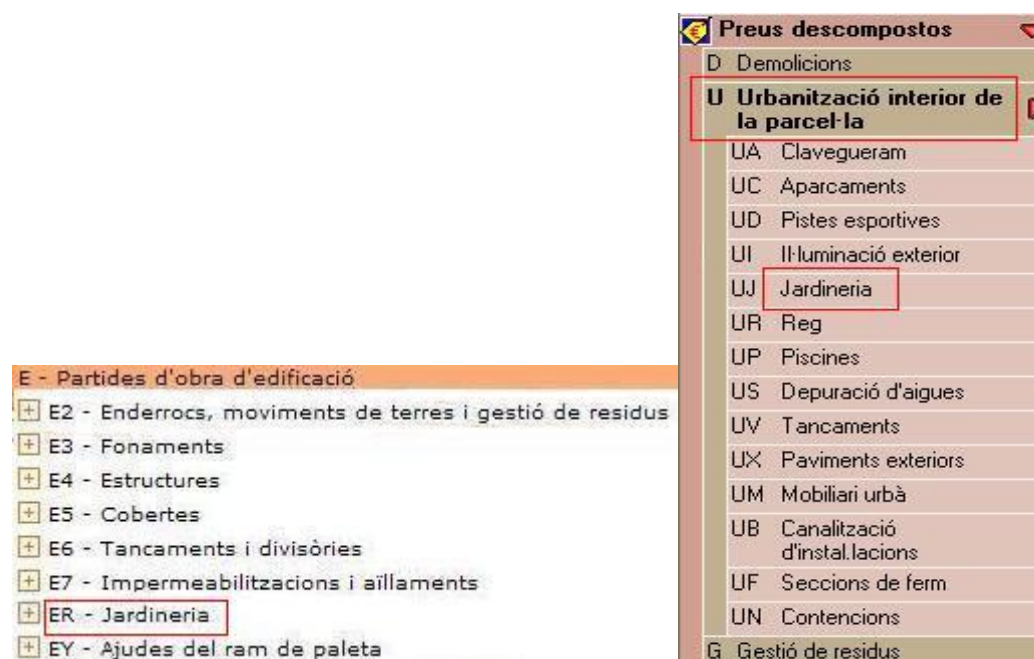 Preus descompostos
D Demolicions
U Urbanització interior de
la parcel·la
UA Clavegueram
UC Aparcaments
UD Pistes esportives
UI Il·luminació exterior
UJ Jardineria
UR Reg
UP Piscines
US Depuració d'aigues
UV Tancaments
UX Paviments exteriors
UM Mobiliari urbà
UB Canalització
d'instal.lacions
UF Seccions de ferm
UN Contencions
G Gestió de residus
E - Partides d'obra d'edificació
E2 - Enderrocs, moviments de terres i gestió de residus
E3 - Fonaments
E4 - Estructures
E5 - Cobertes
E6 - Tancaments i divisòries
E7 - Impermeabilitzacions i aïllaments
ER - Jardineria
EY - Ajudes del ram de paleta